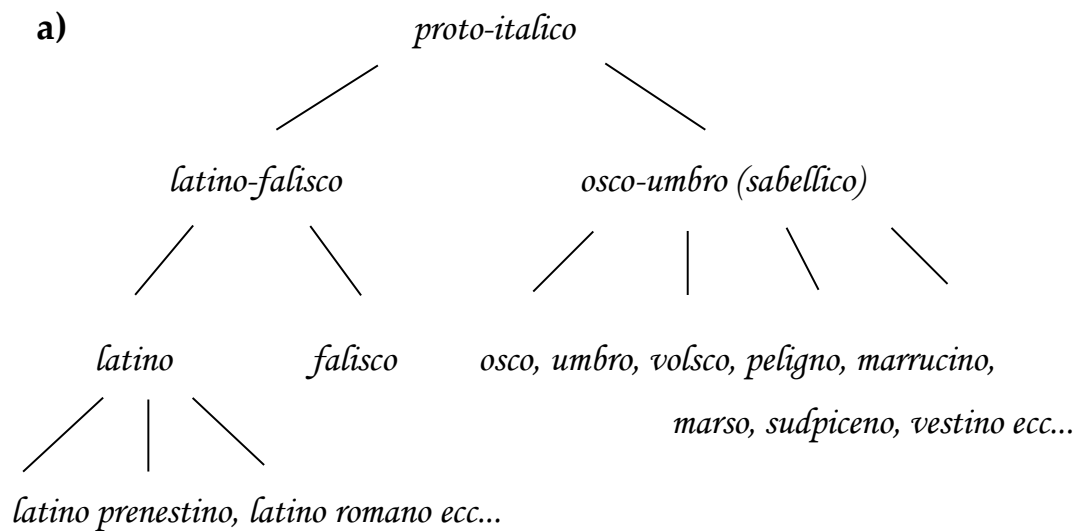 a)
proto-italico
latino-falisco
osco-umbro (sabellico)
latino
falisco
osco, umbro, volsco, peligno, marrucino,
marso, sudpiceno, vestino ecc...
latino prenestino, latino romano ecc...